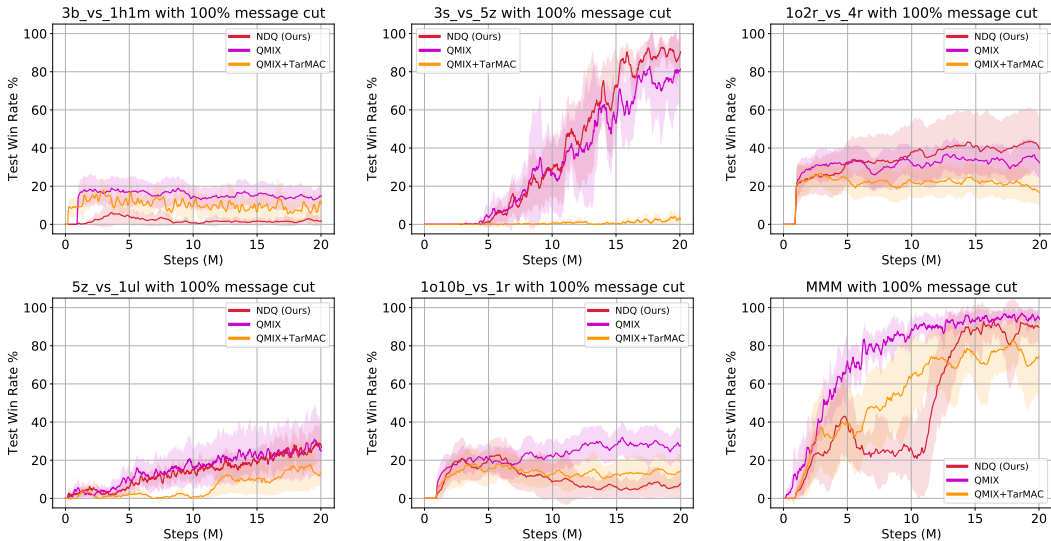 3b_vs_1h1m with 100% message cut
Test Win Rate %
100
80
60
40
20
0
0 5 10 15 20
Steps (M)
NDQ (Ours)
QMIX
QMIX+TarMAC
3s_vs_5z with 100% message cut
Test Win Rate %
100
80
60
40
20
0
0 5 10 15 20
Steps (M)
NDQ (Ours)
QMIX
QMIX+TarMAC
1o2r_vs_4r with 100% message cut
Test Win Rate %
100
80
60
40
20
0
0 5 10 15 20
Steps (M)
NDQ (Ours)
QMIX
QMIX+TarMAC
5z_vs_1ul with 100% message cut
Test Win Rate %
100
80
60
40
20
0
0 5 10 15 20
Steps (M)
NDQ (Ours)
QMIX
QMIX+TarMAC
1o10b_vs_1r with 100% message cut
Test Win Rate %
100
80
60
40
20
0
0 5 10 15 20
Steps (M)
NDQ (Ours)
QMIX
QMIX+TarMAC
MMM with 100% message cut
Test Win Rate %
100
80
60
40
20
0
0 5 10 15 20
Steps (M)
NDQ (Ours)
QMIX
QMIX+TarMAC